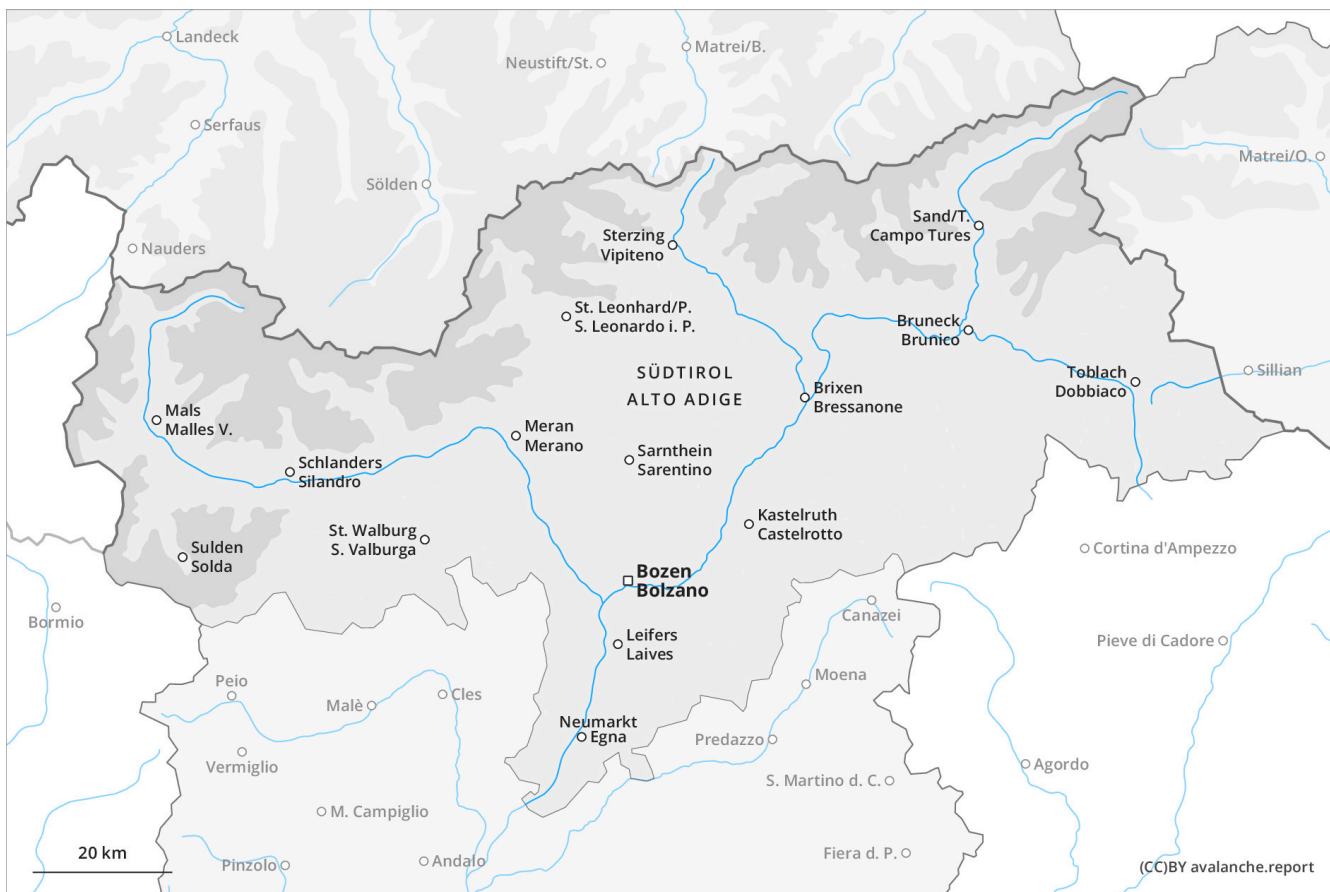 Landeck
Matrei/B.
Neustift/St.
Serfaus
Matrei/O.
Sölden
Sand/T.
Campo Tures
Sterzing
Vipiteno
Nauders
St. Leonhard/P.
S. Leonardo i. P.
Bruneck
Brunico
SÜDTIROL
ALTO ADIGE
Toblach
Dobbiaco
Sillian
Brixen
Bressanone
Mals
Malles V.
Meran
Merano
Sarnthein
Sarentino
Schlanders
Silandro
Kastelruth
Castelrotto
St. Walburg
S. Valburga
Sulden
Solda
Cortina d'Ampezzo
Bozen
Bolzano
Bormio
Canazei
Leifers
Laives
Pieve di Cadore
Peio
Malè
Cles
Moena
Neumarkt
Egna
Predazzo
Vermiglio
Agordo
S. Martino d. C.
M. Campiglio
20 km
Pinzolo
Andalo
Fiera d. P.
(CC)BY avalanche.report